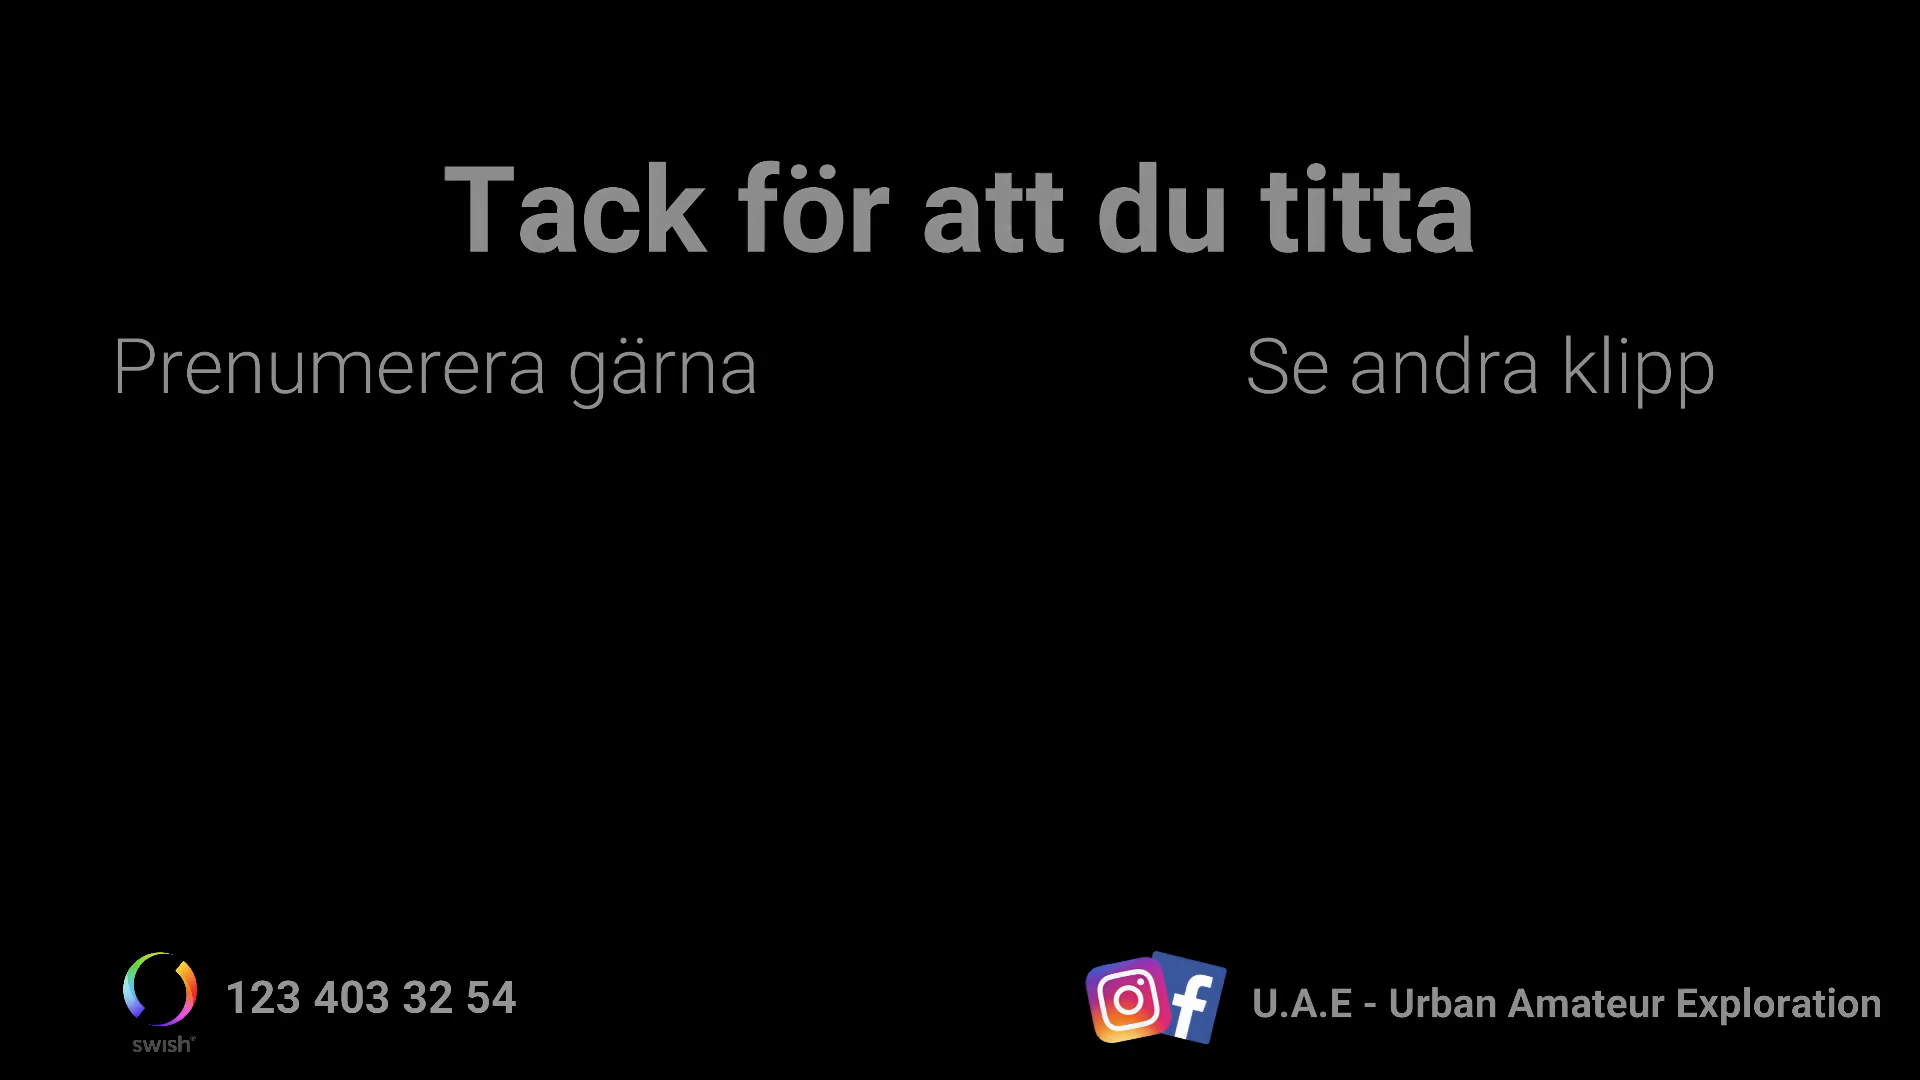 Tack för att du titta
Prenumerera gärna
Se andra klipp
123 403 32 54
swish®
U.A.E - Urban Amateur Exploration